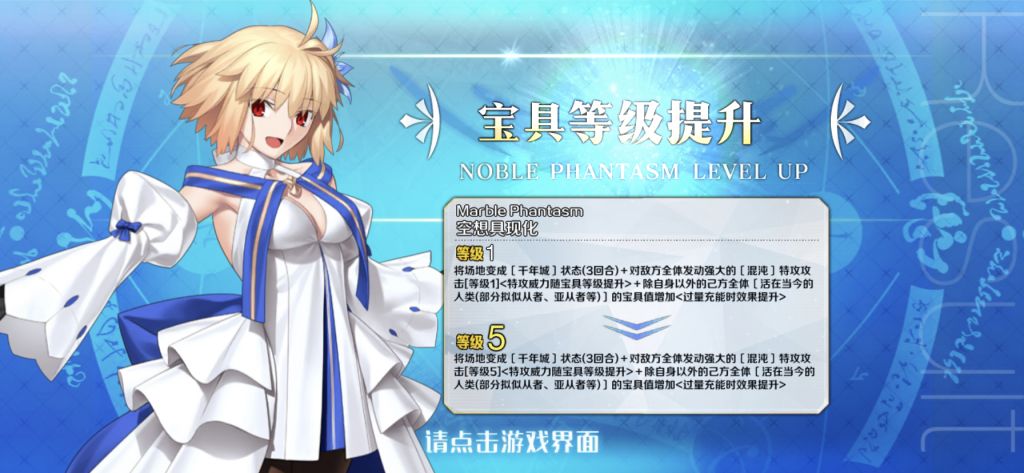 宝具等级提升
NOBLE PHANTASM LEVEL UP
Marble Phantasm
空想具现化
等级1
将场地变成［千年城］状态(3回合)＋对敌方全体发动强大的［混沌］特攻攻
击[等级1]<特攻威力随宝具等级提升>＋除自身以外的己方全体［活在当今的
人类(部分拟似从者、亚从者等)］的宝具值增加<过量充能时效果提升>
等级5
将场地变成［千年城］状态(3回合)＋对敌方全体发动强大的［混沌］特攻攻
击[等级5]<特攻威力随宝具等级提升>＋除自身以外的己方全体［活在当今的
人类(部分拟似从者、亚从者等)］的宝具值增加<过量充能时效果提升>
请点击游戏界面
Result